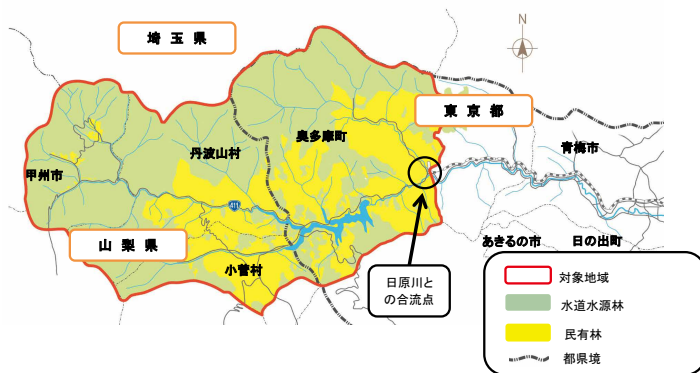 N
埼玉県
東京都
奥多摩町
青梅市
丹波山村
甲州市
411
山梨県
あきるの市
日の出町
小菅村
日原川と
の合流点
対象地域
水道水源林
民有林
都県境